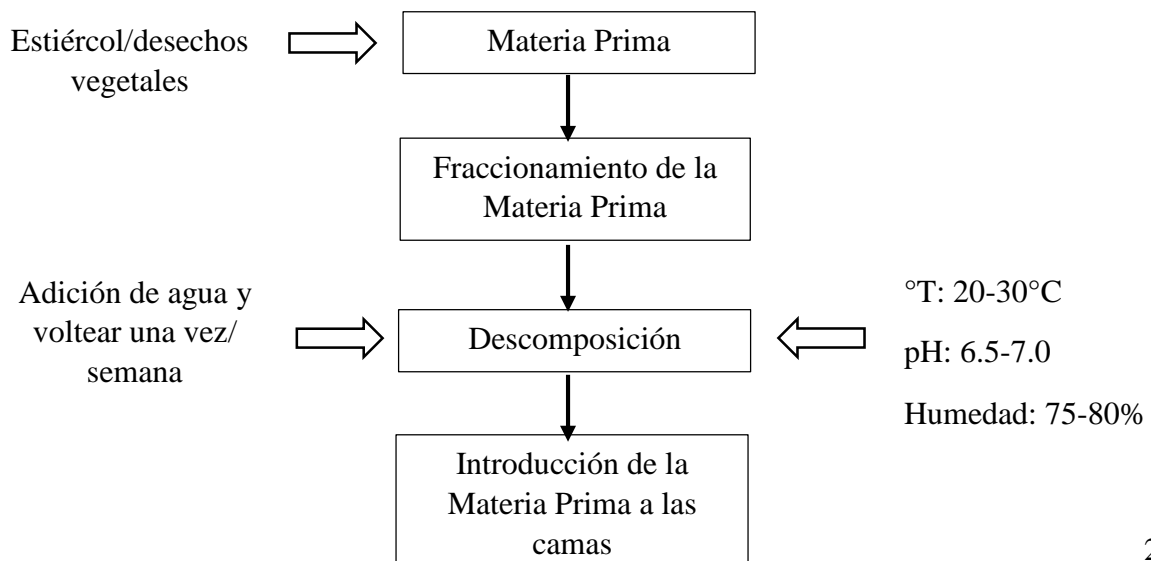 Estiércol/desechos
vegetales
Materia Prima
Fraccionamiento de la
Materia Prima
Adición de agua y
voltear una vez/
semana
Descomposición
°T: 20-30°C
pH: 6.5-7.0
Humedad: 75-80%
Introducción de la
Materia Prima a las
camas